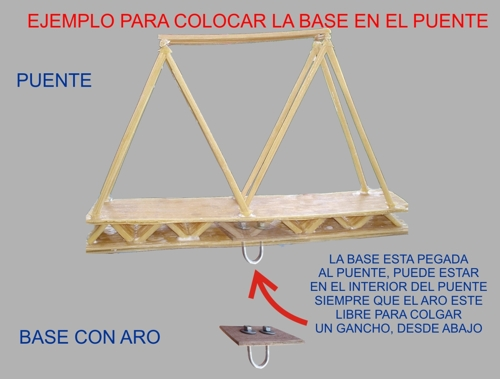 EJEMPLO PARA COLOCAR LA BASE EN EL PUENTE
PUENTE
LA BASE ESTA PEGADA
AL PUENTE, PUEDE ESTAR
EN EL INTERIOR DEL PUENTE
SIEMPRE QUE EL ARO ESTE
LIBRE PARA COLGAR
UN GANCHO, DESDE ABAJO
BASE CON ARO